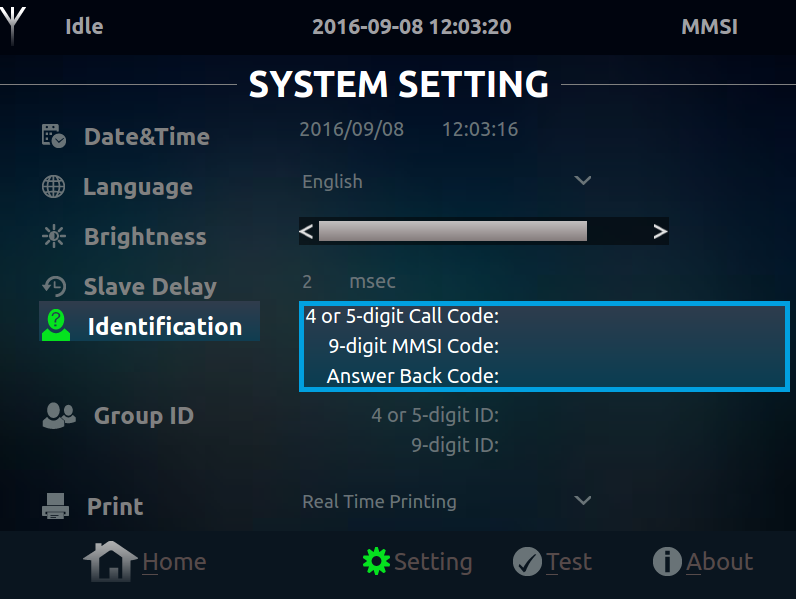 Idle 2016-09-08 12:03:20 MMSI
SYSTEM SETTING
Date&Time 2016/09/08 12:03:16
Language English
Brightness < >
Slave Delay 2 msec
Identification 4 or 5-digit Call Code:
9-digit MMSI Code:
Answer Back Code:
Group ID 4 or 5-digit ID:
9-digit ID:
Print Real Time Printing
Home Setting Test About